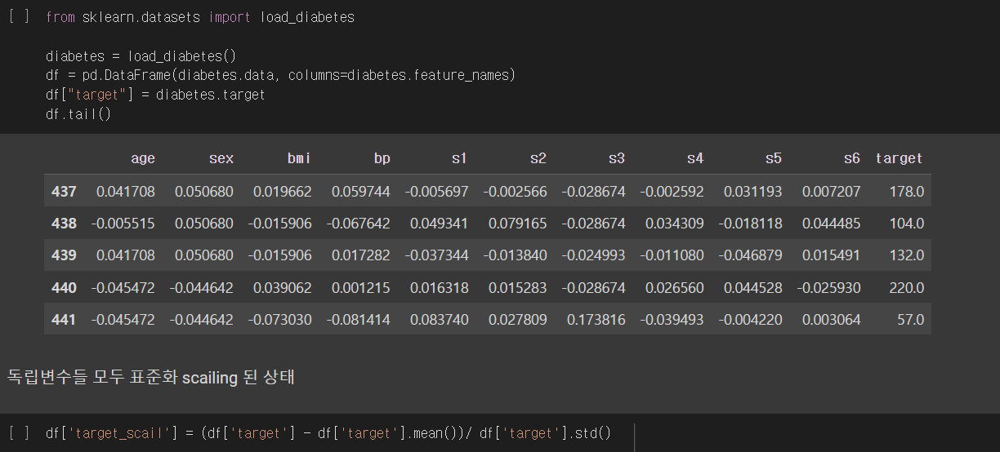 [ ] from sklearn.datasets import load_diabetes
diabetes = load_diabetes()
df = pd.DataFrame(diabetes.data, columns=diabetes.feature_names)
df["target"] = diabetes.target
df.tail()
age sex bmi bp s1 s2 s3 s4 s5 s6 target
437 0.041708 0.050680 0.019662 0.059744 -0.005697 -0.002566 -0.028674 -0.002592 0.031193 0.007207 178.0
438 -0.005515 0.050680 -0.015906 -0.067642 0.049341 0.079165 -0.028674 0.034309 -0.018118 0.044485 104.0
439 0.041708 0.050680 -0.015906 0.017282 -0.037344 -0.013840 -0.024993 -0.011080 -0.046879 0.015491 132.0
440 -0.045472 -0.044642 0.039062 0.001215 0.016318 0.015283 -0.028674 0.026560 0.044528 -0.025930 220.0
441 -0.045472 -0.044642 -0.073030 -0.081414 0.083740 0.027809 0.173816 -0.039493 -0.004220 0.003064 57.0
독립변수들 모두 표준화 scailing 된 상태
[ ] df['target_scail'] = (df['target'] - df['target'].mean())/ df['target'].std()